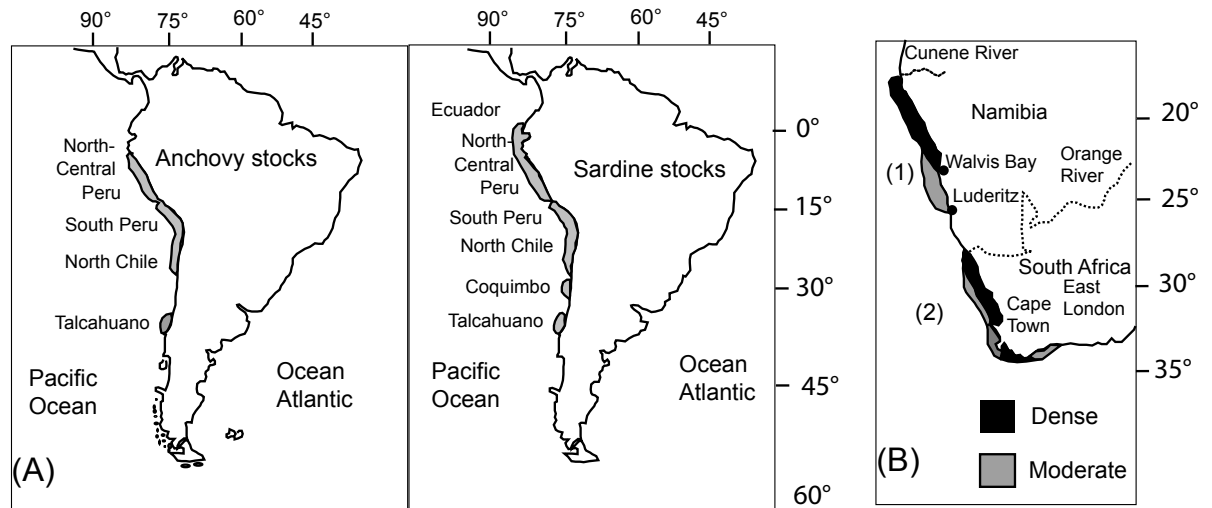 90°
75°
60°
45°
90°
75°
60°
45°
North-
Central
Peru
Anchovy stocks
South Peru
North Chile
Talcahuano
Pacific
Ocean
Ocean
Atlantic
(A)
Ecuador
North-
Central
Peru
Sardine stocks
South Peru
North Chile
Coquimbo
Talcahuano
Pacific
Ocean
Ocean
Atlantic
0°
15°
30°
45°
60°
Cunene River
Namibia
Walvis Bay
Orange
River
(1)
Luderitz
South Africa
East
London
(2)
Cape
Town
20°
25°
30°
35°
Dense
Moderate
(B)